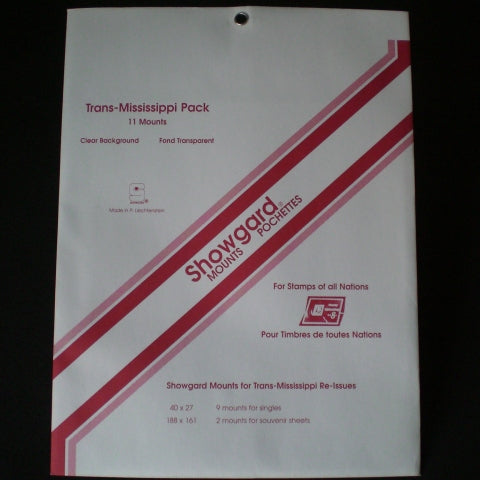 Trans-Mississippi Pack
11 Mounts
Clear Background Fond Transparent
Made in P. Liechtenstein
Showgard®
MOUNTS POCHETTES
For Stamps of all Nations
Pour Timbres de toutes Nations
Showgard Mounts for Trans-Mississippi Re-Issues
40 x 27 9 mounts for singles
188 x 161 2 mounts for souvenir sheets